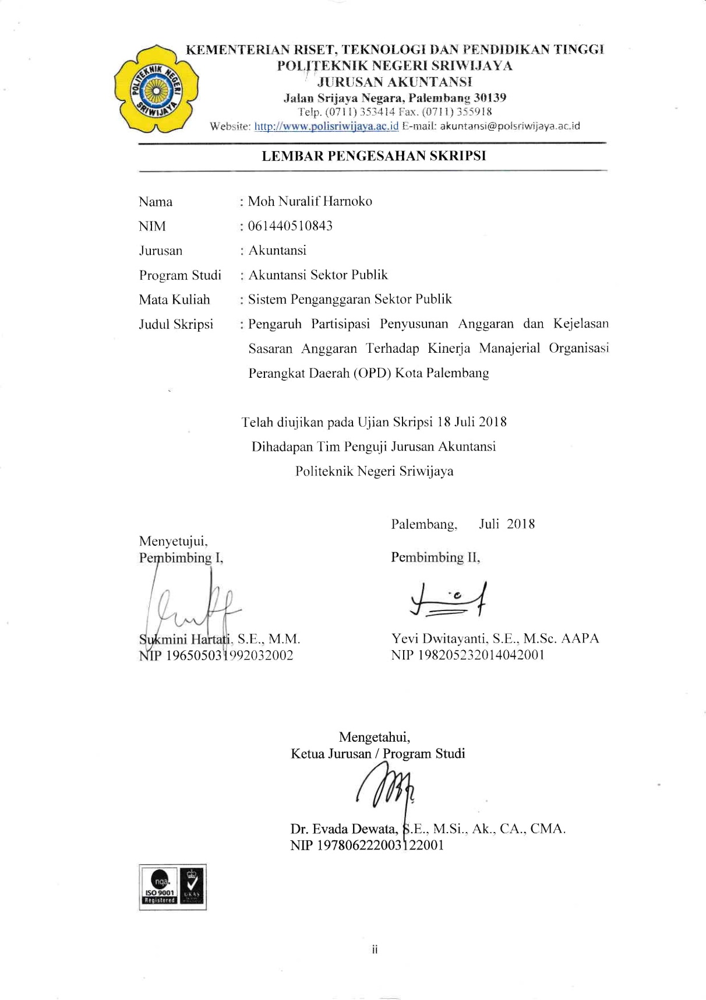 KEMENTERIAN RISET, TEKNOLOGI DAN PENDIDIKAN TINGGI
POLITEKNIK NEGERI SRIWIJAYA
JURUSAN AKUNTANSI
Jalan Srijaya Negara, Palembang 30139
Telp. (0711) 353414 Fax. (0711) 355918
Website: http://www.polisriwijaya.ac.id E-mail: akuntansi@polsriwijaya.ac.id
POLITEKNIK NEGERI
SRIWIJAYA
LEMBAR PENGESAHAN SKRIPSI
Nama : Moh Nuralif Harnoko
NIM : 061440510843
Jurusan : Akuntansi
Program Studi : Akuntansi Sektor Publik
Mata Kuliah : Sistem Penganggaran Sektor Publik
Judul Skripsi : Pengaruh Partisipasi Penyusunan Anggaran dan Kejelasan
Sasaran Anggaran Terhadap Kinerja Manajerial Organisasi
Perangkat Daerah (OPD) Kota Palembang
Telah diujikan pada Ujian Skripsi 18 Juli 2018
Dihadapan Tim Penguji Jurusan Akuntansi
Politeknik Negeri Sriwijaya
Palembang, Juli 2018
Menyetujui,
Pembimbing I, Pembimbing II,
Sukmini Hartati, S.E., M.M. Yevi Dwitayanti, S.E., M.Sc. AAPA
NIP 196505031992032002 NIP 198205232014042001
Mengetahui,
Ketua Jurusan / Program Studi
Dr. Evada Dewata, S.E., M.Si., Ak., CA., CMA.
NIP 197806222003122001
nqa.
ISO 9001
Registered
UKAS
ii